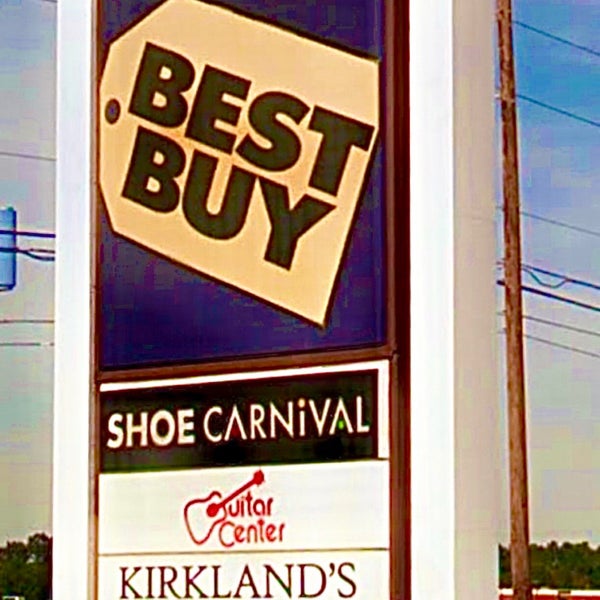 BEST
BUY
SHOE CARNiVAL
Guitar
Center
KIRKLAND'S